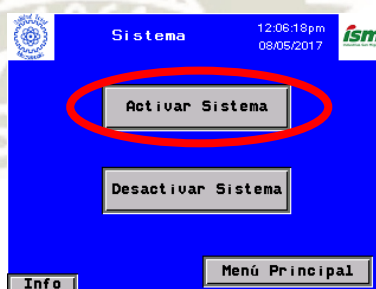 Sistema
12:06:18pm
08/05/2017
ism
Activar Sistema
Desactivar Sistema
Menú Principal
Info